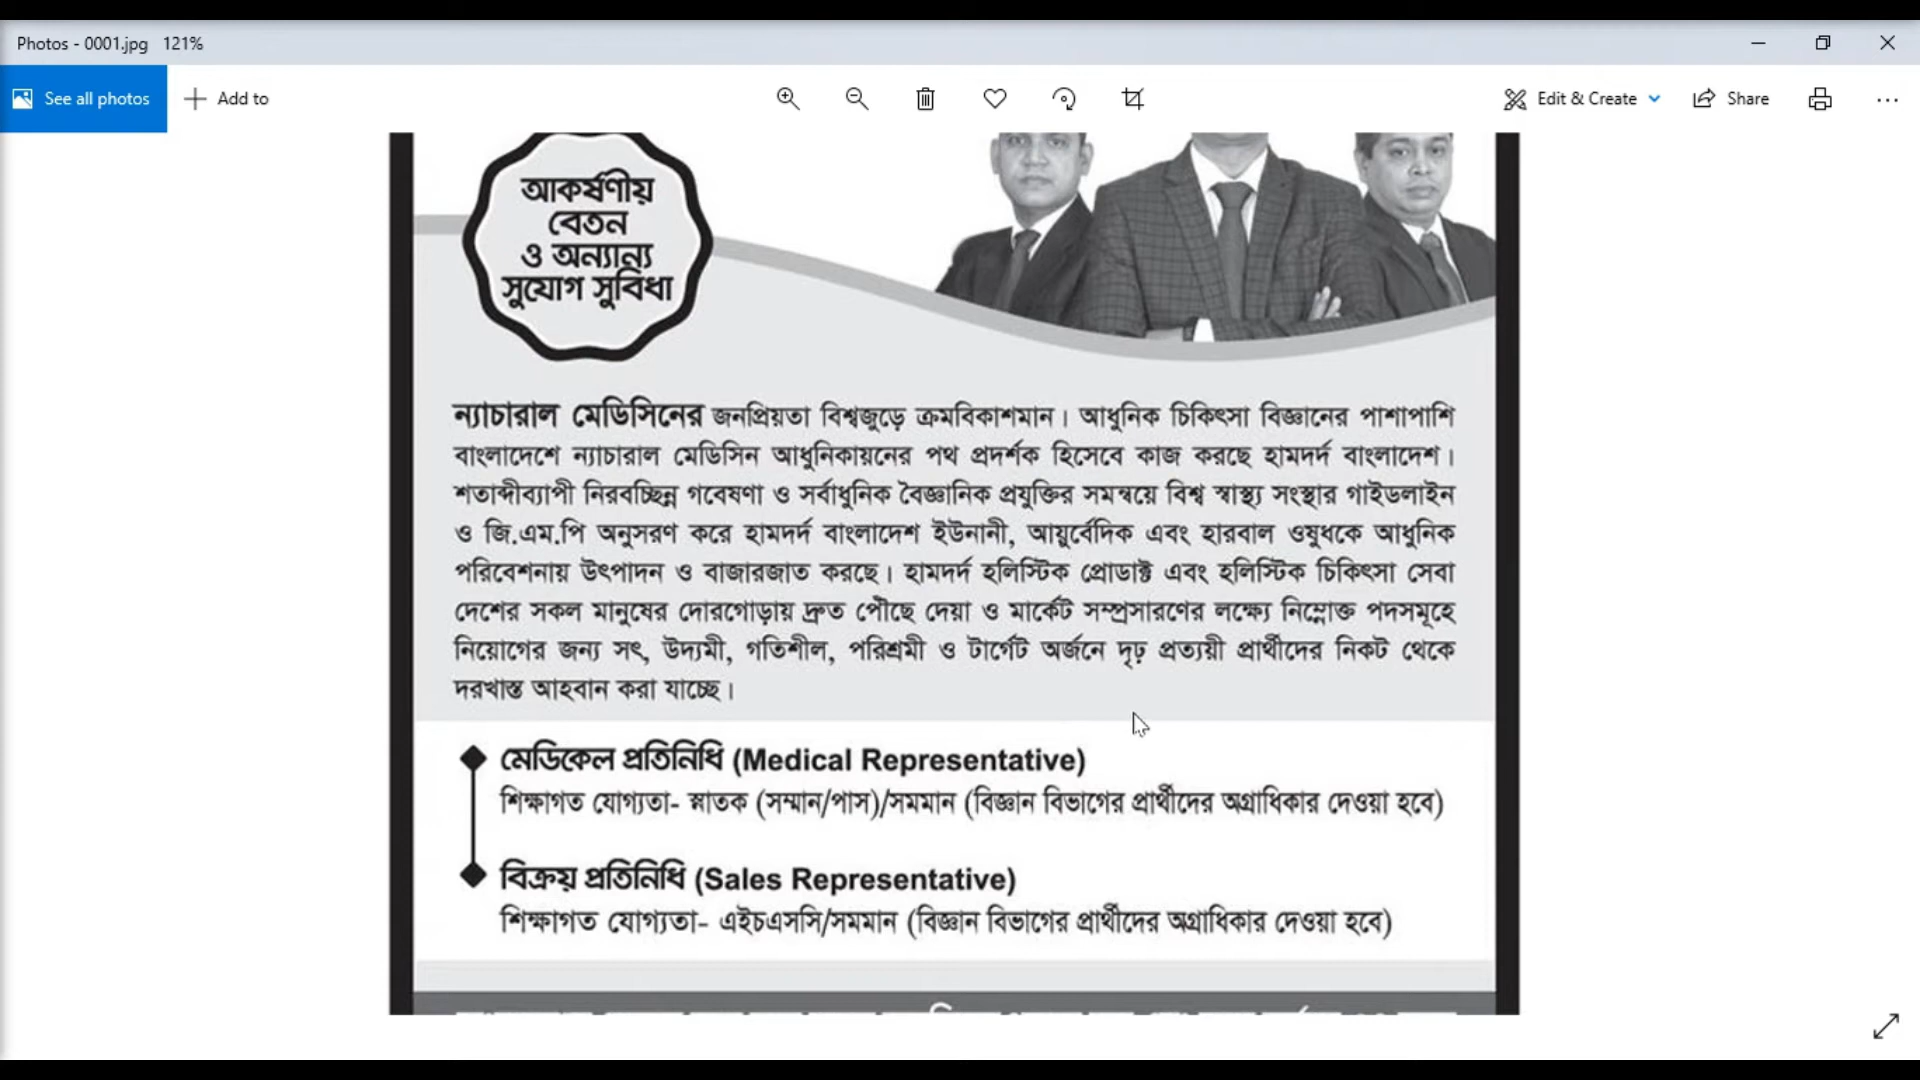 Photos - 0001.jpg 121%
See all photos
Add to
Edit & Create
Share
আকর্ষণীয়
বেতন
ও অন্যান্য
সুযোগ সুবিধা
ন্যাচারাল মেডিসিনের জনপ্রিয়তা বিশ্বজুড়ে ক্রমবিকাশমান। আধুনিক চিকিৎসা বিজ্ঞানের পাশাপাশি
বাংলাদেশে ন্যাচারাল মেডিসিন আধুনিকায়নের পথ প্রদর্শক হিসেবে কাজ করছে হামদর্দ বাংলাদেশ।
শতাব্দীব্যাপী নিরবচ্ছিন্ন গবেষণা ও সর্বাধুনিক বৈজ্ঞানিক প্রযুক্তির সমন্বয়ে বিশ্ব স্বাস্থ্য সংস্থার গাইডলাইন
ও জি.এম.পি অনুসরণ করে হামদর্দ বাংলাদেশ ইউনানী, আয়ুর্বেদিক এবং হারবাল ওষুধকে আধুনিক
পরিবেশনায় উৎপাদন ও বাজারজাত করছে। হামদর্দ হলিস্টিক প্রোডাক্ট এবং হলিস্টিক চিকিৎসা সেবা
দেশের সকল মানুষের দোরগোড়ায় দ্রুত পৌঁছে দেয়া ও মার্কেট সম্প্রসারণের লক্ষ্যে নিম্নোক্ত পদসমূহে
নিয়োগের জন্য সৎ, উদ্যমী, গতিশীল, পরিশ্রমী ও টার্গেট অর্জনে দৃঢ় প্রত্যয়ী প্রার্থীদের নিকট থেকে
দরখাস্ত আহবান করা যাচ্ছে।
মেডিকেল প্রতিনিধি (Medical Representative)
শিক্ষাগত যোগ্যতা- স্নাতক (সম্মান/পাস)/সমমান (বিজ্ঞান বিভাগের প্রার্থীদের অগ্রাধিকার দেওয়া হবে)
বিক্রয় প্রতিনিধি (Sales Representative)
শিক্ষাগত যোগ্যতা- এইচএসসি/সমমান (বিজ্ঞান বিভাগের প্রার্থীদের অগ্রাধিকার দেওয়া হবে)